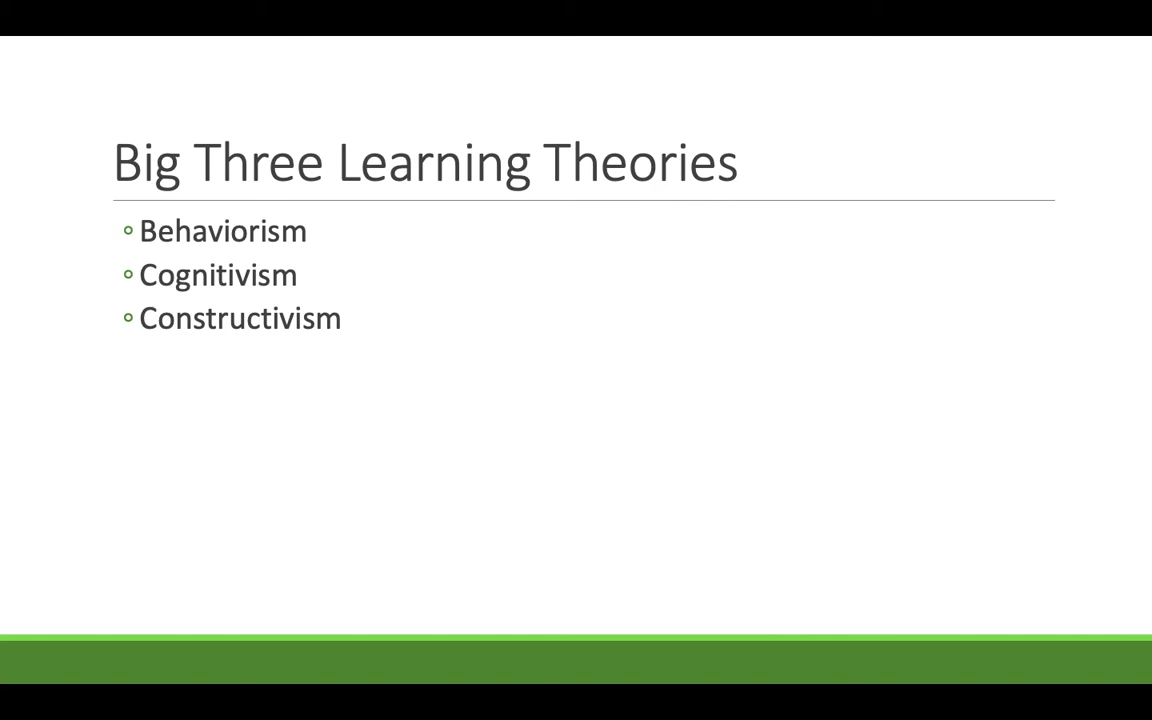 Big Three Learning Theories
◦ Behaviorism
◦ Cognitivism
◦ Constructivism